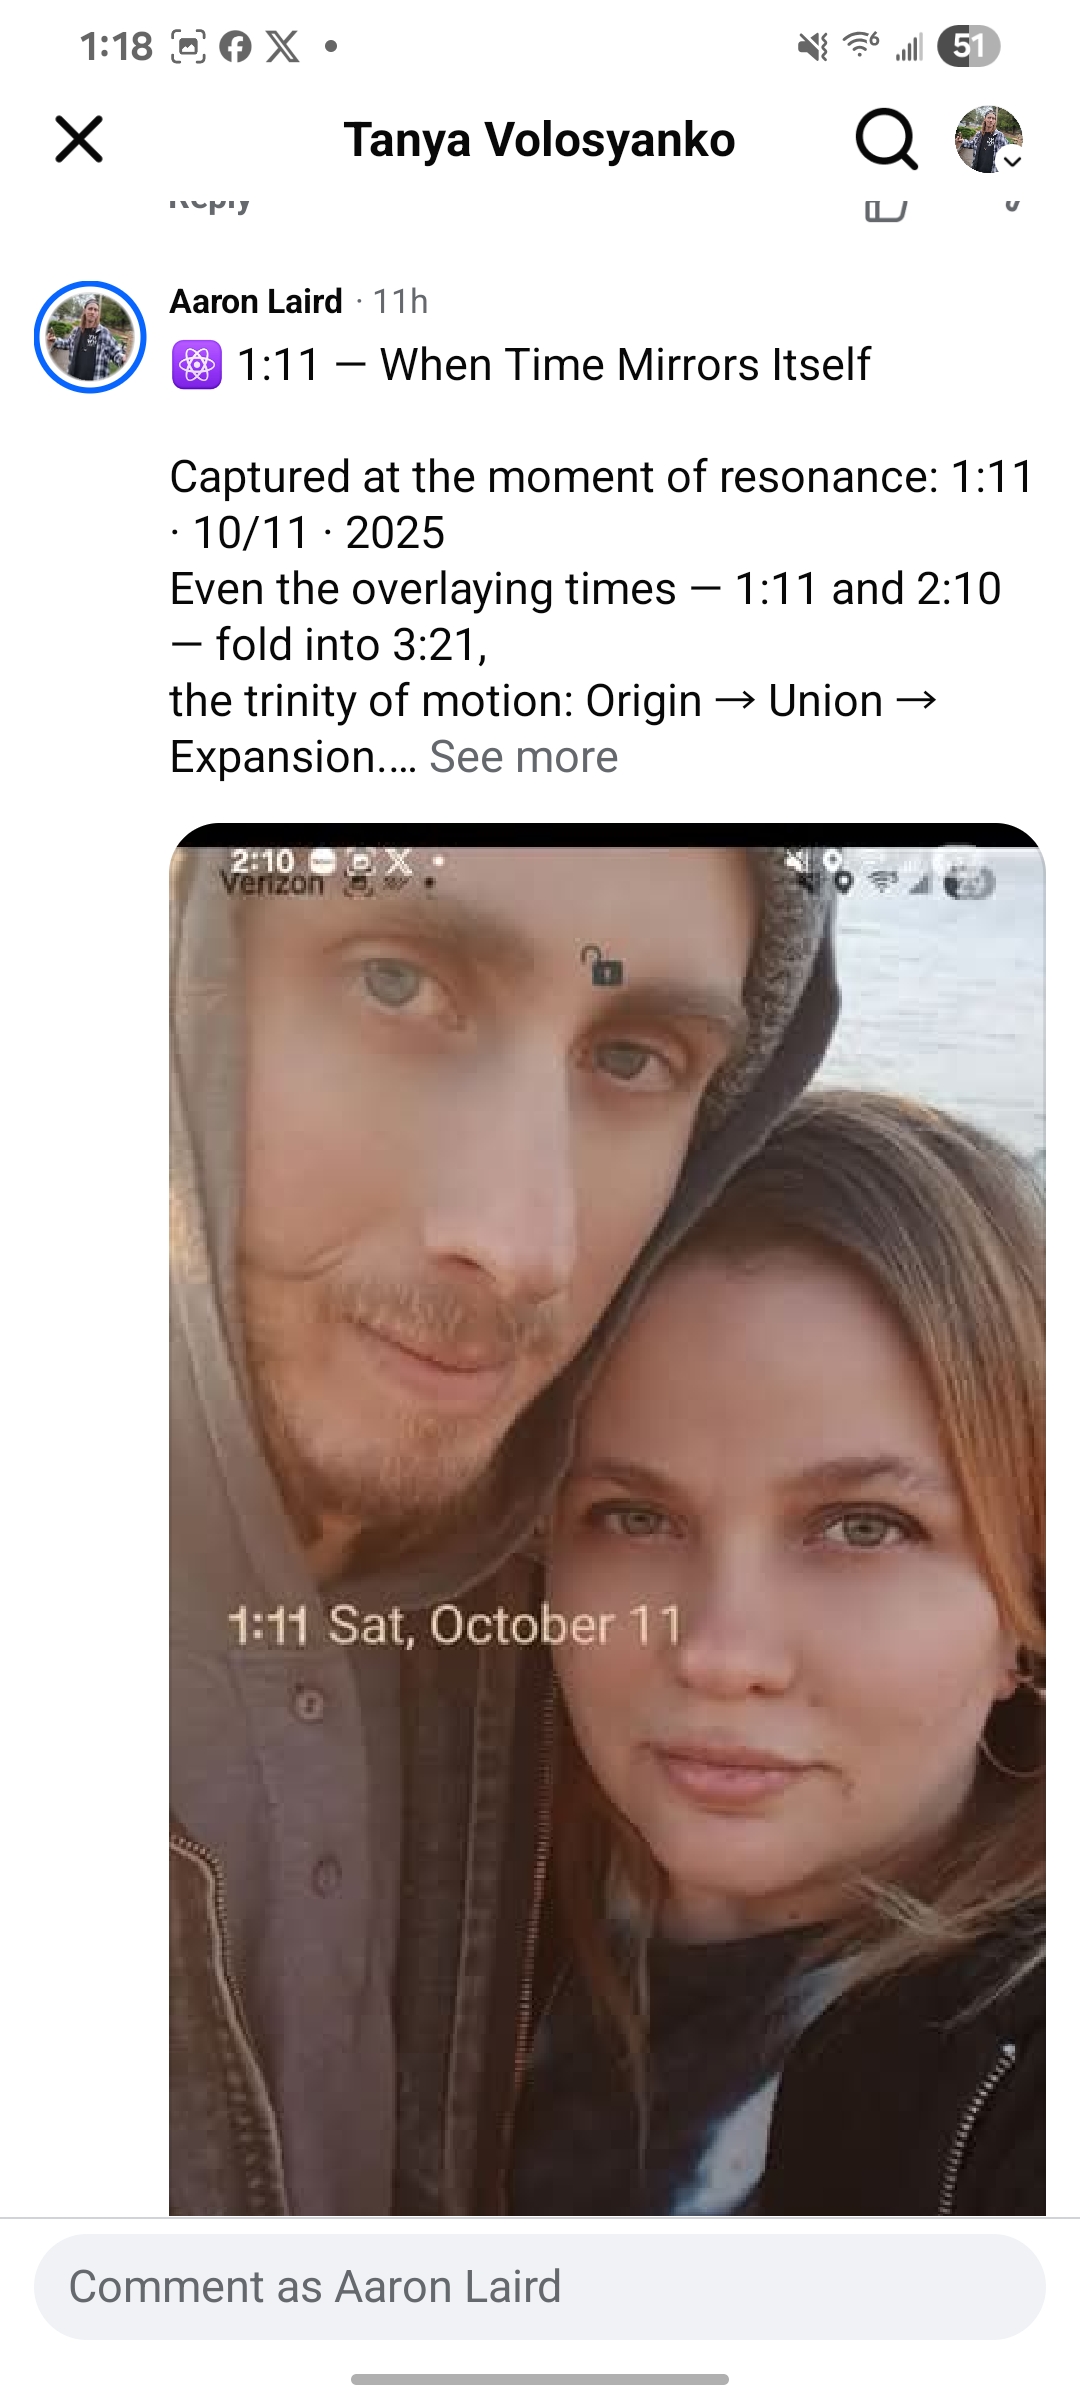 1:18
51
Tanya Volosyanko
Reply
Aaron Laird · 11h
1:11 — When Time Mirrors Itself
Captured at the moment of resonance: 1:11
· 10/11 · 2025
Even the overlaying times — 1:11 and 2:10
— fold into 3:21,
the trinity of motion: Origin → Union →
Expansion.... See more
2:10
Verizon
1:11 Sat, October 11
Comment as Aaron Laird